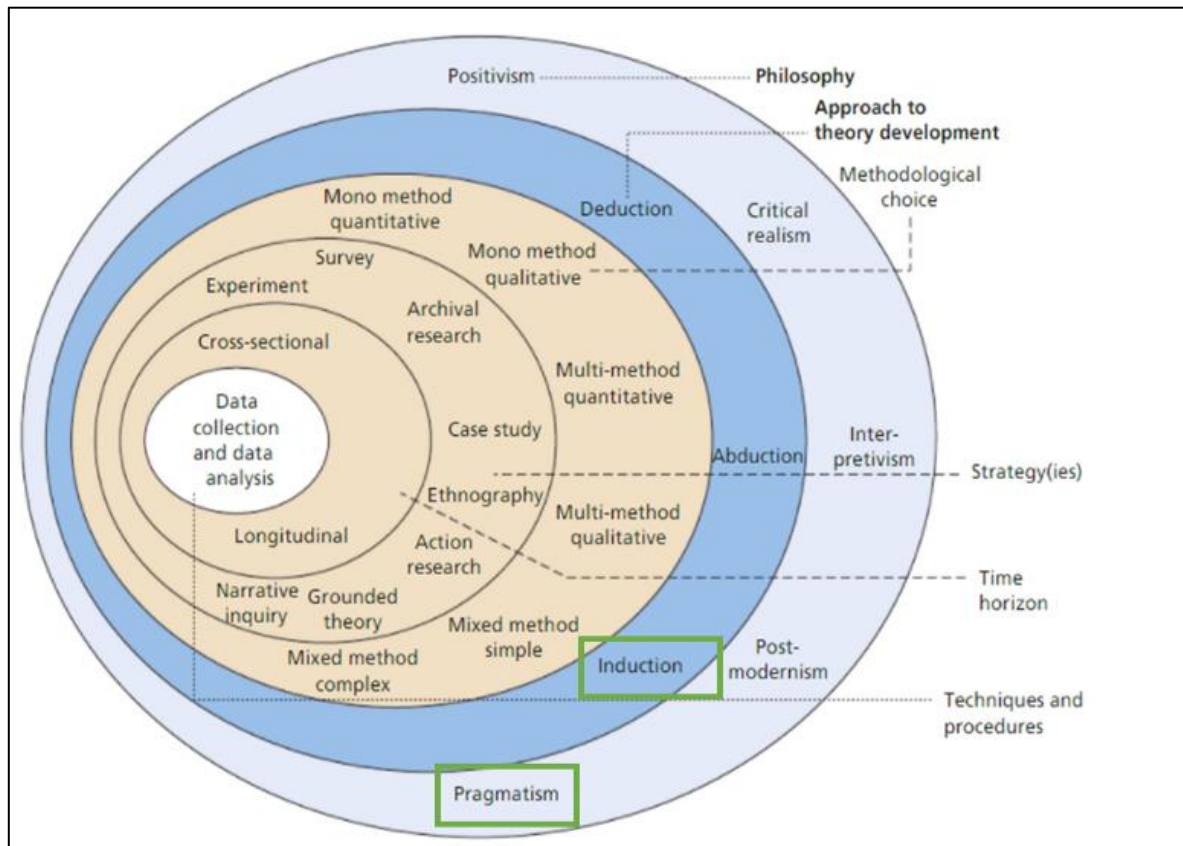 Positivism
Philosophy
Approach to
theory development
Methodological
choice
Mono method
quantitative
Deduction
Critical
realism
Survey
Mono method
qualitative
Experiment
Archival
research
Cross-sectional
Multi-method
quantitative
Data
collection
and data
analysis
Case study
Abduction
Inter-
pretivism
Strategy(ies)
Ethnography
Multi-method
qualitative
Longitudinal
Action
research
Time
horizon
Narrative
inquiry
Grounded
theory
Mixed method
simple
Mixed method
complex
Induction
Post-
modernism
Techniques and
procedures
Pragmatism